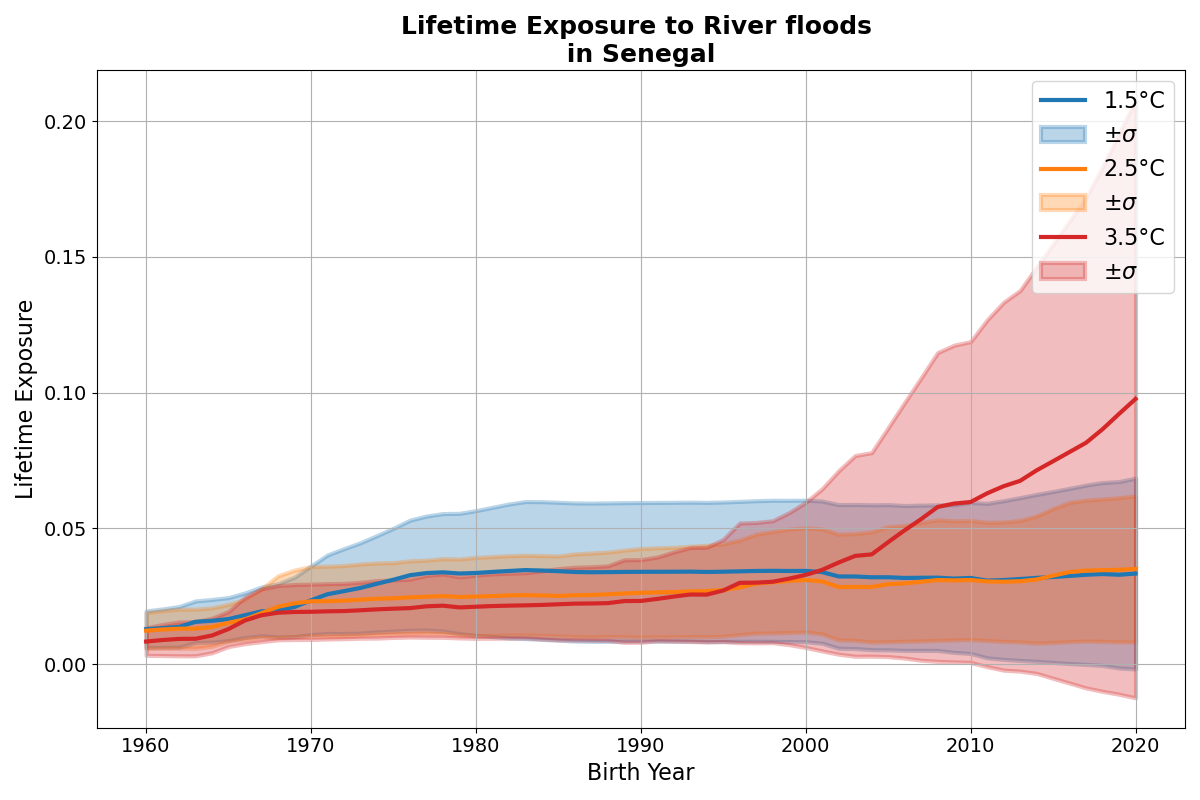 Lifetime Exposure to River floods
in Senegal
Lifetime Exposure
0.20
0.15
0.10
0.05
0.00
1.5°C
±σ
2.5°C
±σ
3.5°C
±σ
1960 1970 1980 1990 2000 2010 2020
Birth Year